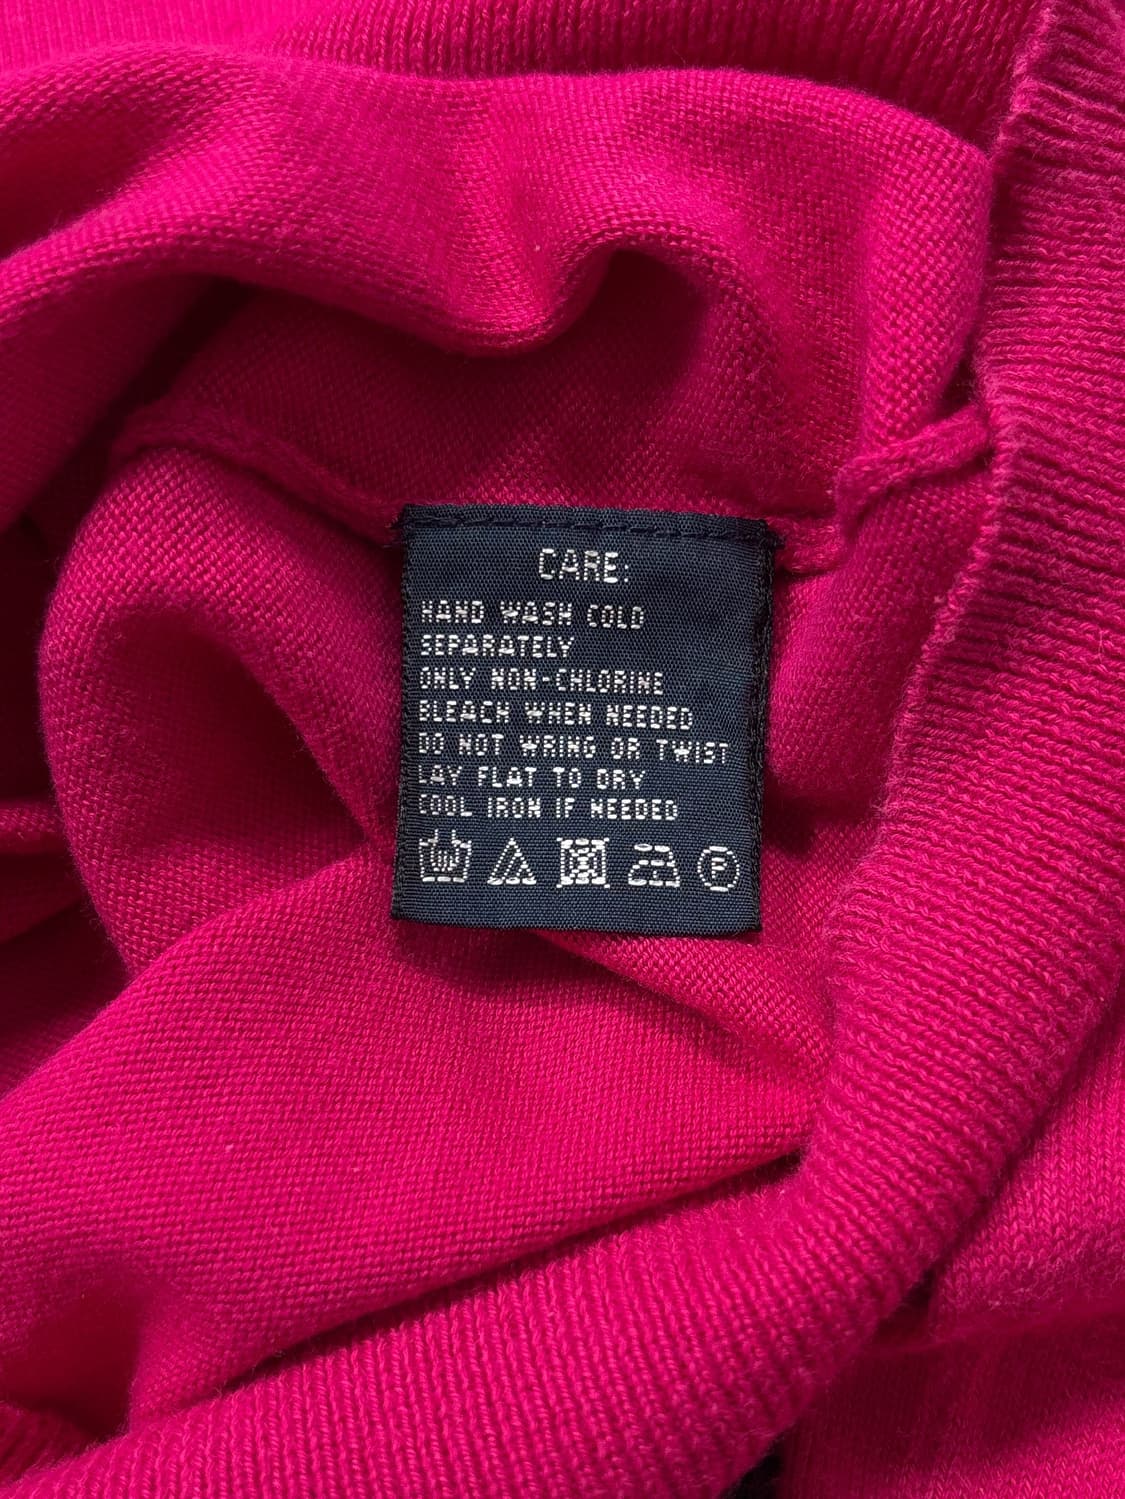 CARE:
HAND WASH COLD
SEPARATELY
ONLY NON-CHLORINE
BLEACH WHEN NEEDED
DO NOT WRING OR TWIST
LAY FLAT TO DRY
COOL IRON IF NEEDED
F